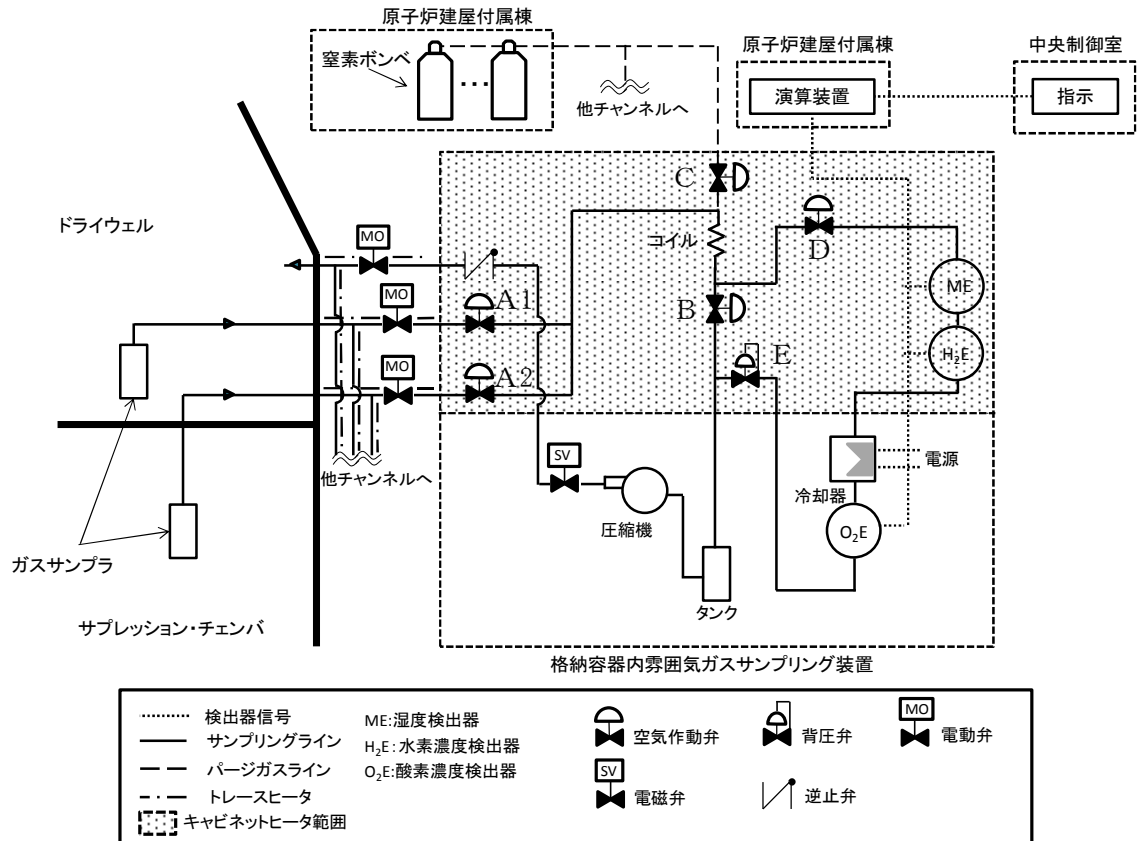 原子炉建屋付属棟
窒素ボンベ
他チャンネルへ
原子炉建屋付属棟
演算装置
中央制御室
指示
ドライウェル
C
コイル
D
MO
A1
MO
B
ME
E
H₂E
MO
A2
他チャンネルへ
SV
圧縮機
電源
冷却器
O₂E
タンク
ガスサンプラ
サプレッション・チェンバ
格納容器内雰囲気ガスサンプリング装置
検出器信号
サンプリングライン
パージガスライン
トレースヒータ
キャビネットヒータ範囲
ME:湿度検出器
H₂E:水素濃度検出器
O₂E:酸素濃度検出器
空気作動弁
背圧弁
MO
電動弁
SV
電磁弁
逆止弁